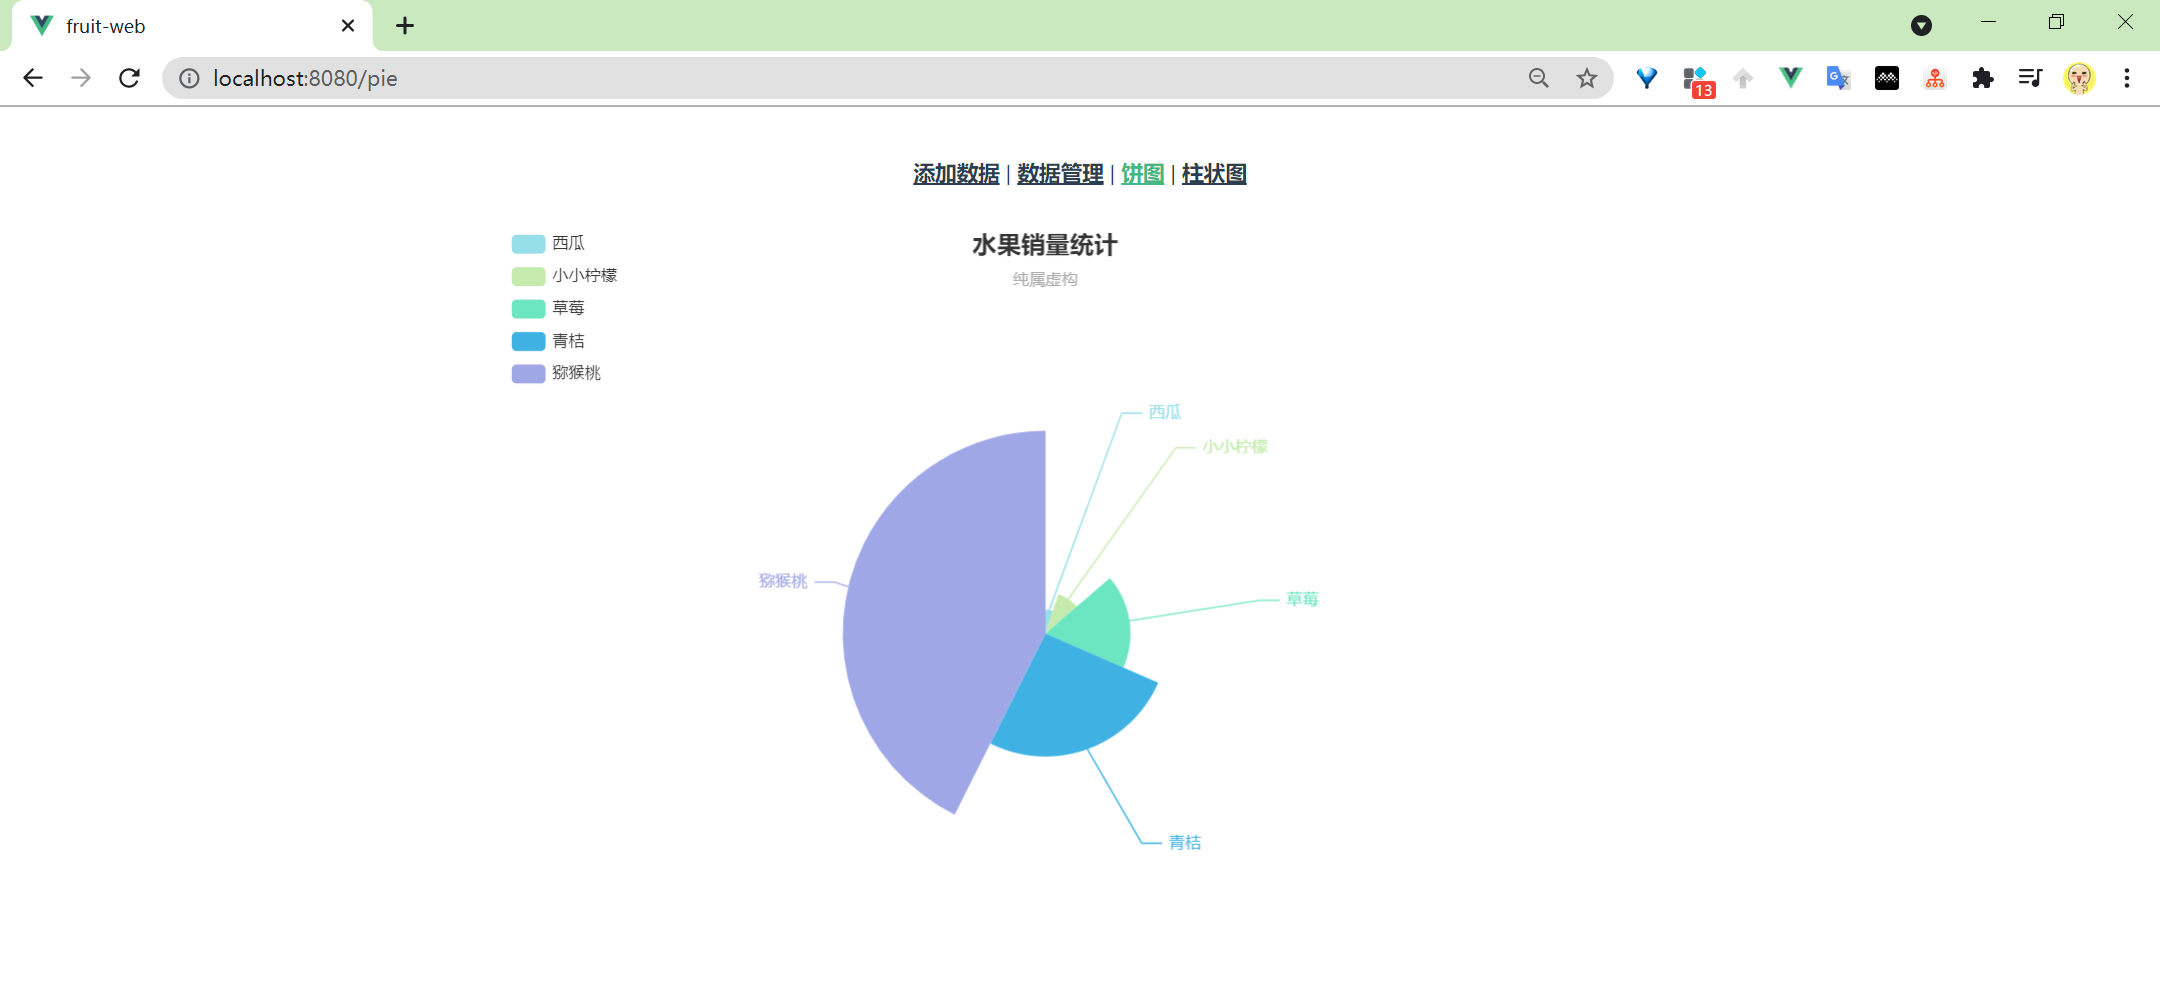 fruit-web
localhost:8080/pie
13
添加数据 | 数据管理 | 饼图 | 柱状图
水果销量统计
纯属虚构
西瓜
小小柠檬
草莓
青桔
猕猴桃
西瓜
小小柠檬
草莓
青桔
猕猴桃